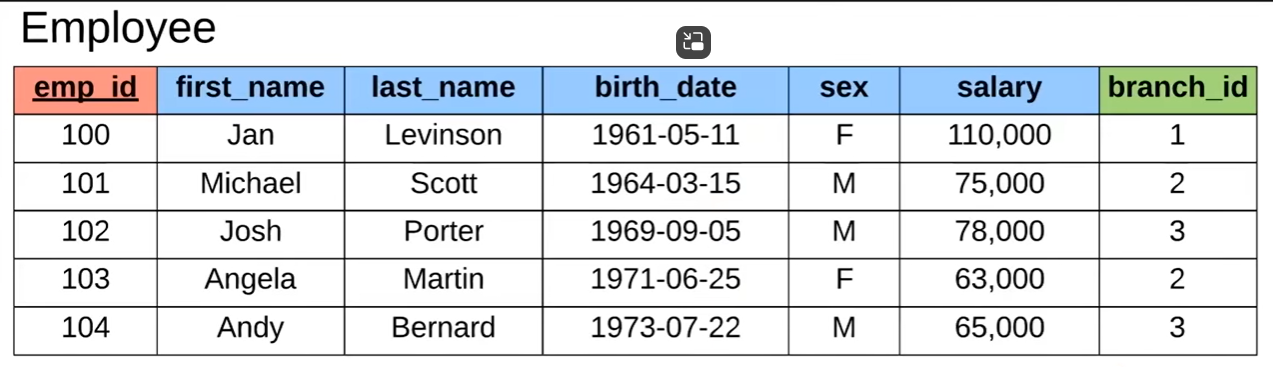 Employee
emp_id first_name last_name birth_date sex salary branch_id
100 Jan Levinson 1961-05-11 F 110,000 1
101 Michael Scott 1964-03-15 M 75,000 2
102 Josh Porter 1969-09-05 M 78,000 3
103 Angela Martin 1971-06-25 F 63,000 2
104 Andy Bernard 1973-07-22 M 65,000 3